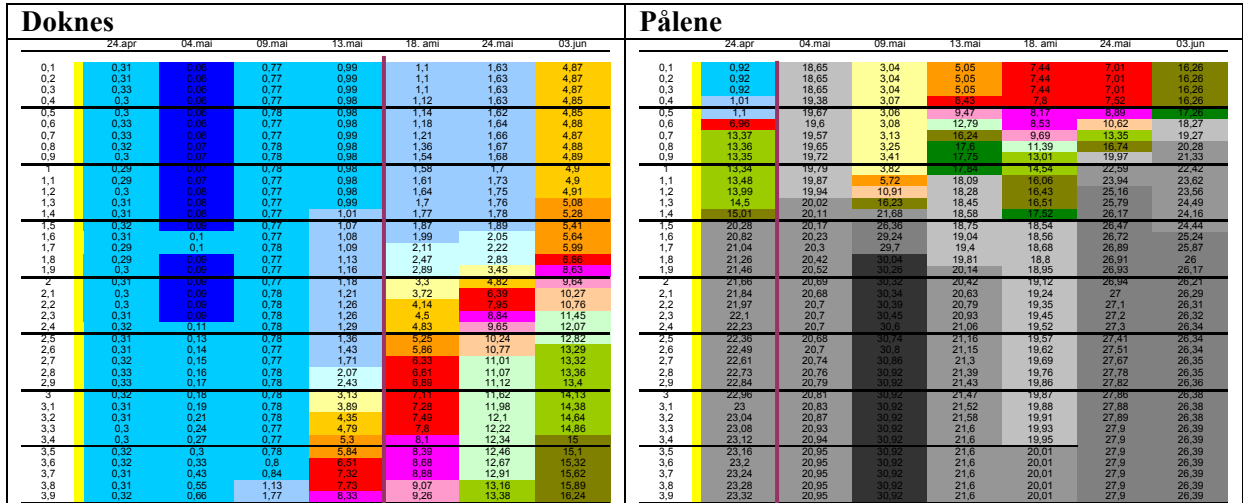 Doknes
24.apr 04.mai 09.mai 13.mai 18. ami 24.mai 03.jun
0,1 0,31 0,08 0,77 0,99 1,1 1,63 4,87
0,2 0,31 0,06 0,77 0,99 1,1 1,63 4,87
0,3 0,33 0,06 0,77 0,99 1,1 1,63 4,87
0,4 0,3 0,06 0,77 0,98 1,12 1,63 4,85
0,5 0,3 0,06 0,78 0,98 1,14 1,62 4,85
0,6 0,33 0,06 0,77 0,98 1,18 1,64 4,88
0,7 0,33 0,06 0,77 0,98 1,21 1,66 4,87
0,8 0,32 0,07 0,77 0,98 1,36 1,67 4,88
0,9 0,3 0,07 0,77 0,98 1,54 1,68 4,89
1 0,29 0,07 0,78 0,98 1,58 1,7 4,9
1,1 0,29 0,07 0,77 0,98 1,61 1,73 4,9
1,2 0,3 0,08 0,77 0,98 1,64 1,75 4,91
1,3 0,31 0,08 0,77 0,99 1,7 1,76 5,08
1,4 0,31 0,08 0,77 1,01 1,77 1,78 5,28
1,5 0,32 0,09 0,77 1,07 1,87 1,89 5,41
1,6 0,31 0,1 0,77 1,08 1,99 2,05 5,64
1,7 0,29 0,1 0,78 1,09 2,11 2,22 5,99
1,8 0,29 0,09 0,77 1,13 2,47 2,83 6,86
1,9 0,3 0,09 0,77 1,16 2,89 3,45 8,63
2 0,31 0,09 0,77 1,18 3,3 4,82 9,64
2,1 0,3 0,09 0,78 1,21 3,72 6,39 10,27
2,2 0,3 0,09 0,77 1,26 4,14 7,95 10,76
2,3 0,31 0,09 0,78 1,26 4,5 8,84 11,45
2,4 0,32 0,11 0,78 1,29 4,83 9,65 12,07
2,5 0,31 0,13 0,78 1,36 5,25 10,24 12,82
2,6 0,31 0,14 0,77 1,43 5,86 10,77 13,29
2,7 0,32 0,15 0,77 1,71 6,33 11,01 13,32
2,8 0,33 0,16 0,78 2,07 6,61 11,07 13,36
2,9 0,33 0,17 0,78 2,43 6,89 11,12 13,4
3 0,32 0,18 0,78 3,13 7,11 11,62 14,13
3,1 0,31 0,19 0,78 3,89 7,28 11,98 14,38
3,2 0,31 0,21 0,78 4,35 7,49 12,1 14,64
3,3 0,3 0,24 0,77 4,79 7,8 12,22 14,86
3,4 0,3 0,27 0,77 5,3 8,1 12,34 15
3,5 0,32 0,3 0,78 5,84 8,39 12,46 15,1
3,6 0,32 0,33 0,8 6,51 8,68 12,67 15,32
3,7 0,31 0,43 0,84 7,32 8,88 12,91 15,62
3,8 0,31 0,55 1,13 7,73 9,07 13,16 15,89
3,9 0,32 0,66 1,77 8,33 9,26 13,38 16,24
Pålene
24.apr 04.mai 09.mai 13.mai 18. ami 24.mai 03.jun
0,1 0,92 18,65 3,04 5,05 7,44 7,01 16,26
0,2 0,92 18,65 3,04 5,05 7,44 7,01 16,26
0,3 0,92 18,65 3,04 5,05 7,44 7,01 16,26
0,4 1,01 19,38 3,07 6,43 7,8 7,52 16,26
0,5 1,1 19,67 3,06 9,47 8,17 8,89 17,26
0,6 6,96 19,6 3,08 12,79 8,53 10,62 18,27
0,7 13,37 19,57 3,13 16,24 9,69 13,35 19,27
0,8 13,36 19,65 3,25 17,6 11,39 16,74 20,28
0,9 13,35 19,72 3,41 17,75 13,01 19,97 21,33
1 13,34 19,79 3,82 17,84 14,54 22,59 22,42
1,1 13,48 19,87 5,72 18,09 16,06 23,94 23,62
1,2 13,99 19,94 10,91 18,28 16,43 25,16 23,56
1,3 14,5 20,02 16,23 18,45 16,51 25,79 24,49
1,4 15,01 20,11 21,68 18,58 17,52 26,17 24,16
1,5 20,28 20,17 26,36 18,75 18,54 26,47 24,44
1,6 20,82 20,23 29,24 19,04 18,56 26,72 25,24
1,7 21,04 20,3 29,7 19,4 18,68 26,89 25,87
1,8 21,26 20,42 30,04 19,81 18,8 26,91 26
1,9 21,46 20,52 30,26 20,14 18,95 26,93 26,17
2 21,66 20,69 30,32 20,42 19,12 26,96 26,21
2,1 21,84 20,68 30,34 20,63 19,24 27 26,29
2,2 21,97 20,7 30,39 20,79 19,35 27,1 26,31
2,3 22,1 20,7 30,45 20,93 19,45 27,2 26,32
2,4 22,23 20,7 30,6 21,06 19,52 27,3 26,34
2,5 22,36 20,68 30,74 21,16 19,57 27,41 26,34
2,6 22,49 20,7 30,8 21,15 19,62 27,51 26,34
2,7 22,61 20,74 30,86 21,3 19,69 27,67 26,35
2,8 22,73 20,76 30,92 21,39 19,76 27,78 26,35
2,9 22,84 20,79 30,92 21,43 19,86 27,82 26,36
3 22,96 20,81 30,92 21,47 19,87 27,86 26,38
3,1 23 20,83 30,92 21,52 19,88 27,88 26,38
3,2 23,04 20,87 30,92 21,58 19,91 27,89 26,38
3,3 23,08 20,93 30,92 21,6 19,93 27,9 26,39
3,4 23,12 20,94 30,92 21,6 19,95 27,9 26,39
3,5 23,16 20,95 30,92 21,6 20,01 27,9 26,39
3,6 23,2 20,95 30,92 21,6 20,01 27,9 26,39
3,7 23,24 20,95 30,92 21,6 20,01 27,9 26,39
3,8 23,28 20,95 30,92 21,6 20,01 27,9 26,39
3,9 23,32 20,95 30,92 21,6 20,01 27,9 26,39